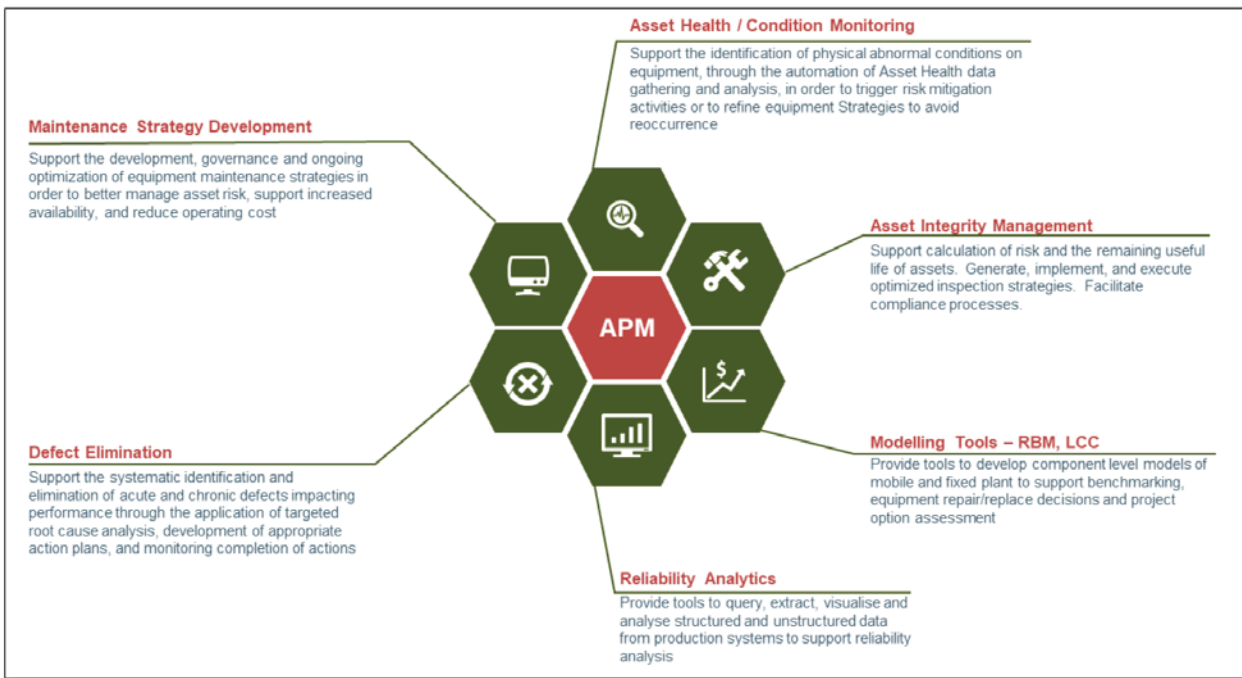 Asset Health / Condition Monitoring
Support the identification of physical abnormal conditions on
equipment, through the automation of Asset Health data
gathering and analysis, in order to trigger risk mitigation
activities or to refine equipment Strategies to avoid
reoccurrence
Maintenance Strategy Development
Support the development, governance and ongoing
optimization of equipment maintenance strategies in
order to better manage asset risk, support increased
availability, and reduce operating cost
Asset Integrity Management
Support calculation of risk and the remaining useful
life of assets. Generate, implement, and execute
optimized inspection strategies. Facilitate
compliance processes.
APM
$
Defect Elimination
Support the systematic identification and
elimination of acute and chronic defects impacting
performance through the application of targeted
root cause analysis, development of appropriate
action plans, and monitoring completion of actions
Modelling Tools – RBM, LCC
Provide tools to develop component level models of
mobile and fixed plant to support benchmarking,
equipment repair/replace decisions and project
option assessment
Reliability Analytics
Provide tools to query, extract, visualise and
analyse structured and unstructured data
from production systems to support reliability
analysis